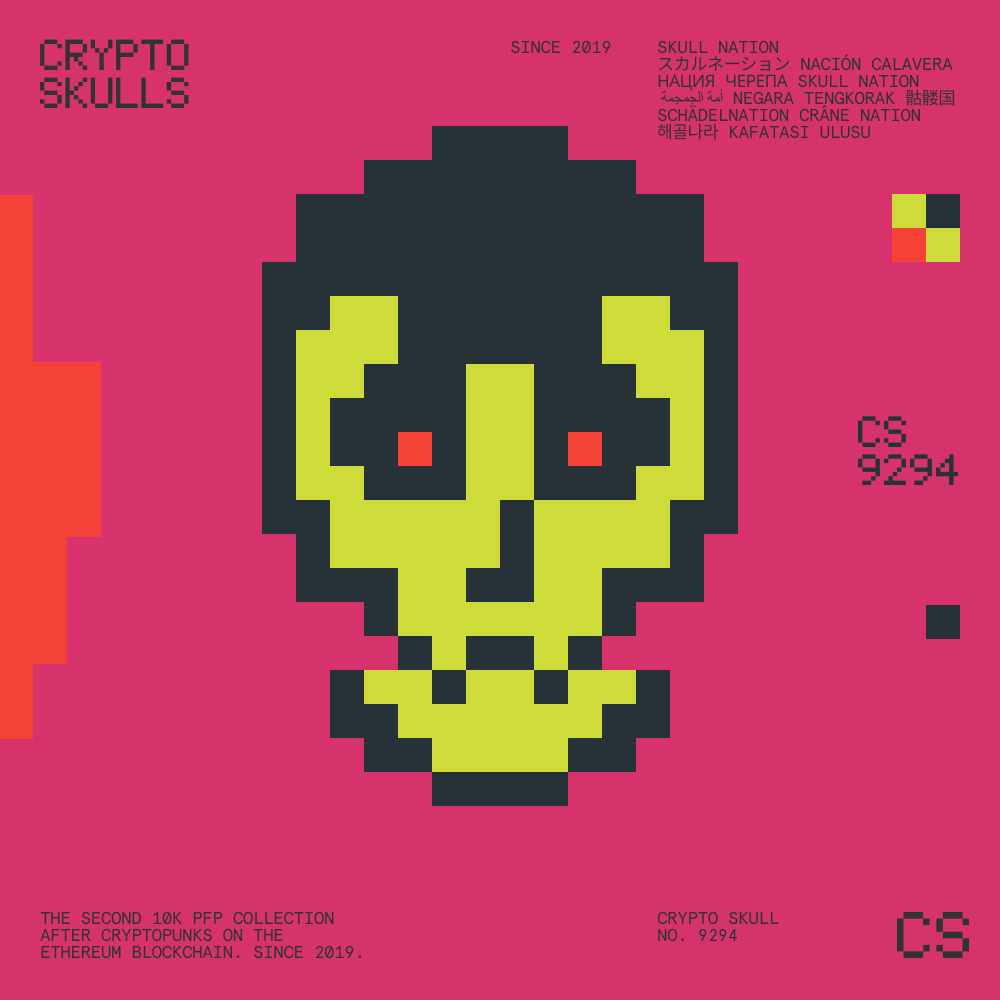 CRYPTO
SKULLS
SINCE 2019
SKULL NATION
スカルネーション NACIÓN CALAVERA
НАЦИЯ ЧЕРЕПА SKULL NATION
أمة الجمجمة NEGARA TENGKORAK 骷髅国
SCHÄDELNATION CRÂNE NATION
해골나라 KAFATASI ULUSU
CS
9294
THE SECOND 10K PFP COLLECTION
AFTER CRYPTOPUNKS ON THE
ETHEREUM BLOCKCHAIN. SINCE 2019.
CRYPTO SKULL
NO. 9294
CS